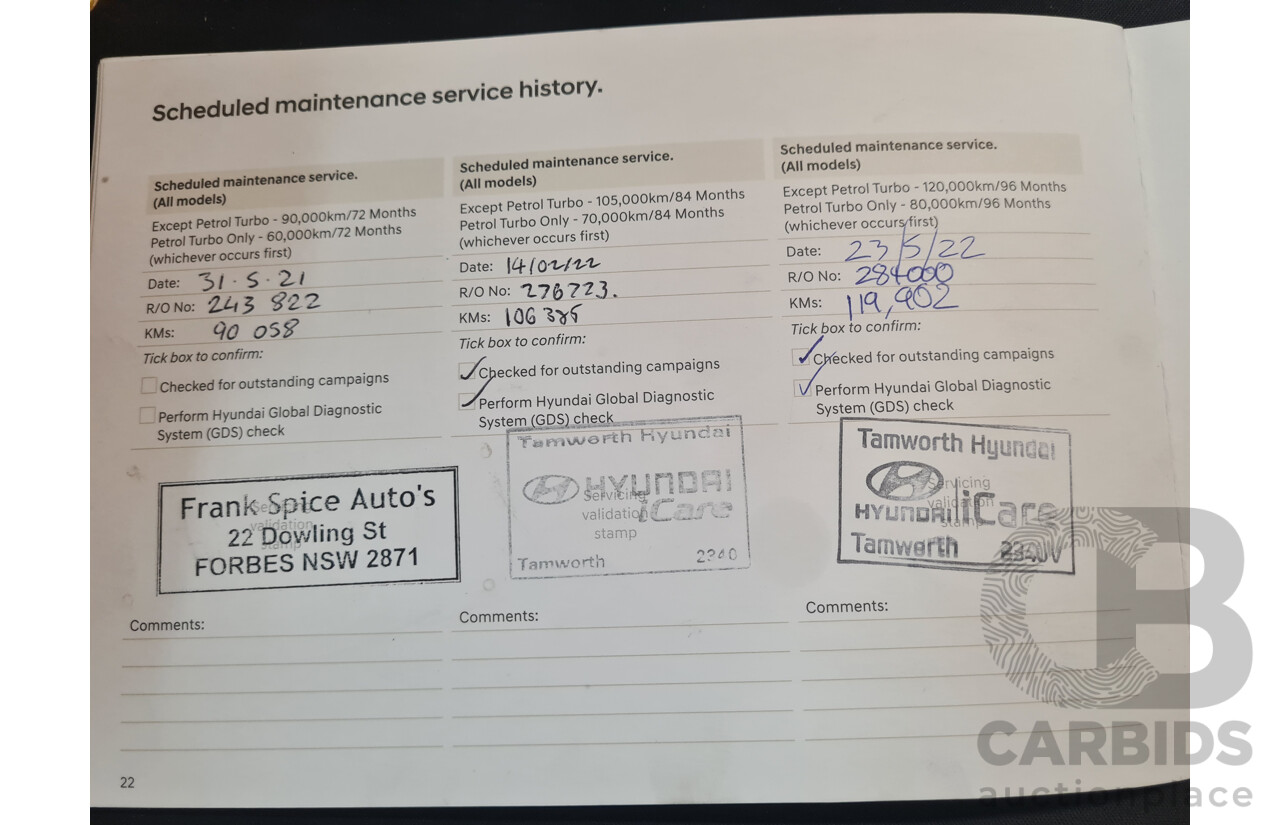 Scheduled maintenance service history.
Scheduled maintenance service.
(All models)
Except Petrol Turbo - 90,000km/72 Months
Petrol Turbo Only - 60,000km/72 Months
(whichever occurs first)
Date: 31·5·21
R/O No: 243 822
KMs: 90 058
Tick box to confirm:
Checked for outstanding campaigns
Perform Hyundai Global Diagnostic
System (GDS) check
Servicing
validation
stamp
Frank Spice Auto's
22 Dowling St
FORBES NSW 2871
Comments:
Scheduled maintenance service.
(All models)
Except Petrol Turbo - 105,000km/84 Months
Petrol Turbo Only - 70,000km/84 Months
(whichever occurs first)
Date: 14/02/22
R/O No: 276723.
KMs: 106 385
Tick box to confirm:
Checked for outstanding campaigns
Perform Hyundai Global Diagnostic
System (GDS) check
Tamworth Hyundai
HYUNDAI
iCare
Servicing
validation
stamp
Tamworth 2340
Comments:
Scheduled maintenance service.
(All models)
Except Petrol Turbo - 120,000km/96 Months
Petrol Turbo Only - 80,000km/96 Months
(whichever occurs first)
Date: 23/5/22
R/O No: 284000
KMs: 119,902
Tick box to confirm:
Checked for outstanding campaigns
Perform Hyundai Global Diagnostic
System (GDS) check
Tamworth Hyundai
HYUNDAI iCare
Servicing
validation
stamp
Tamworth
Comments:
22
CB
CARBIDS
auctionplace